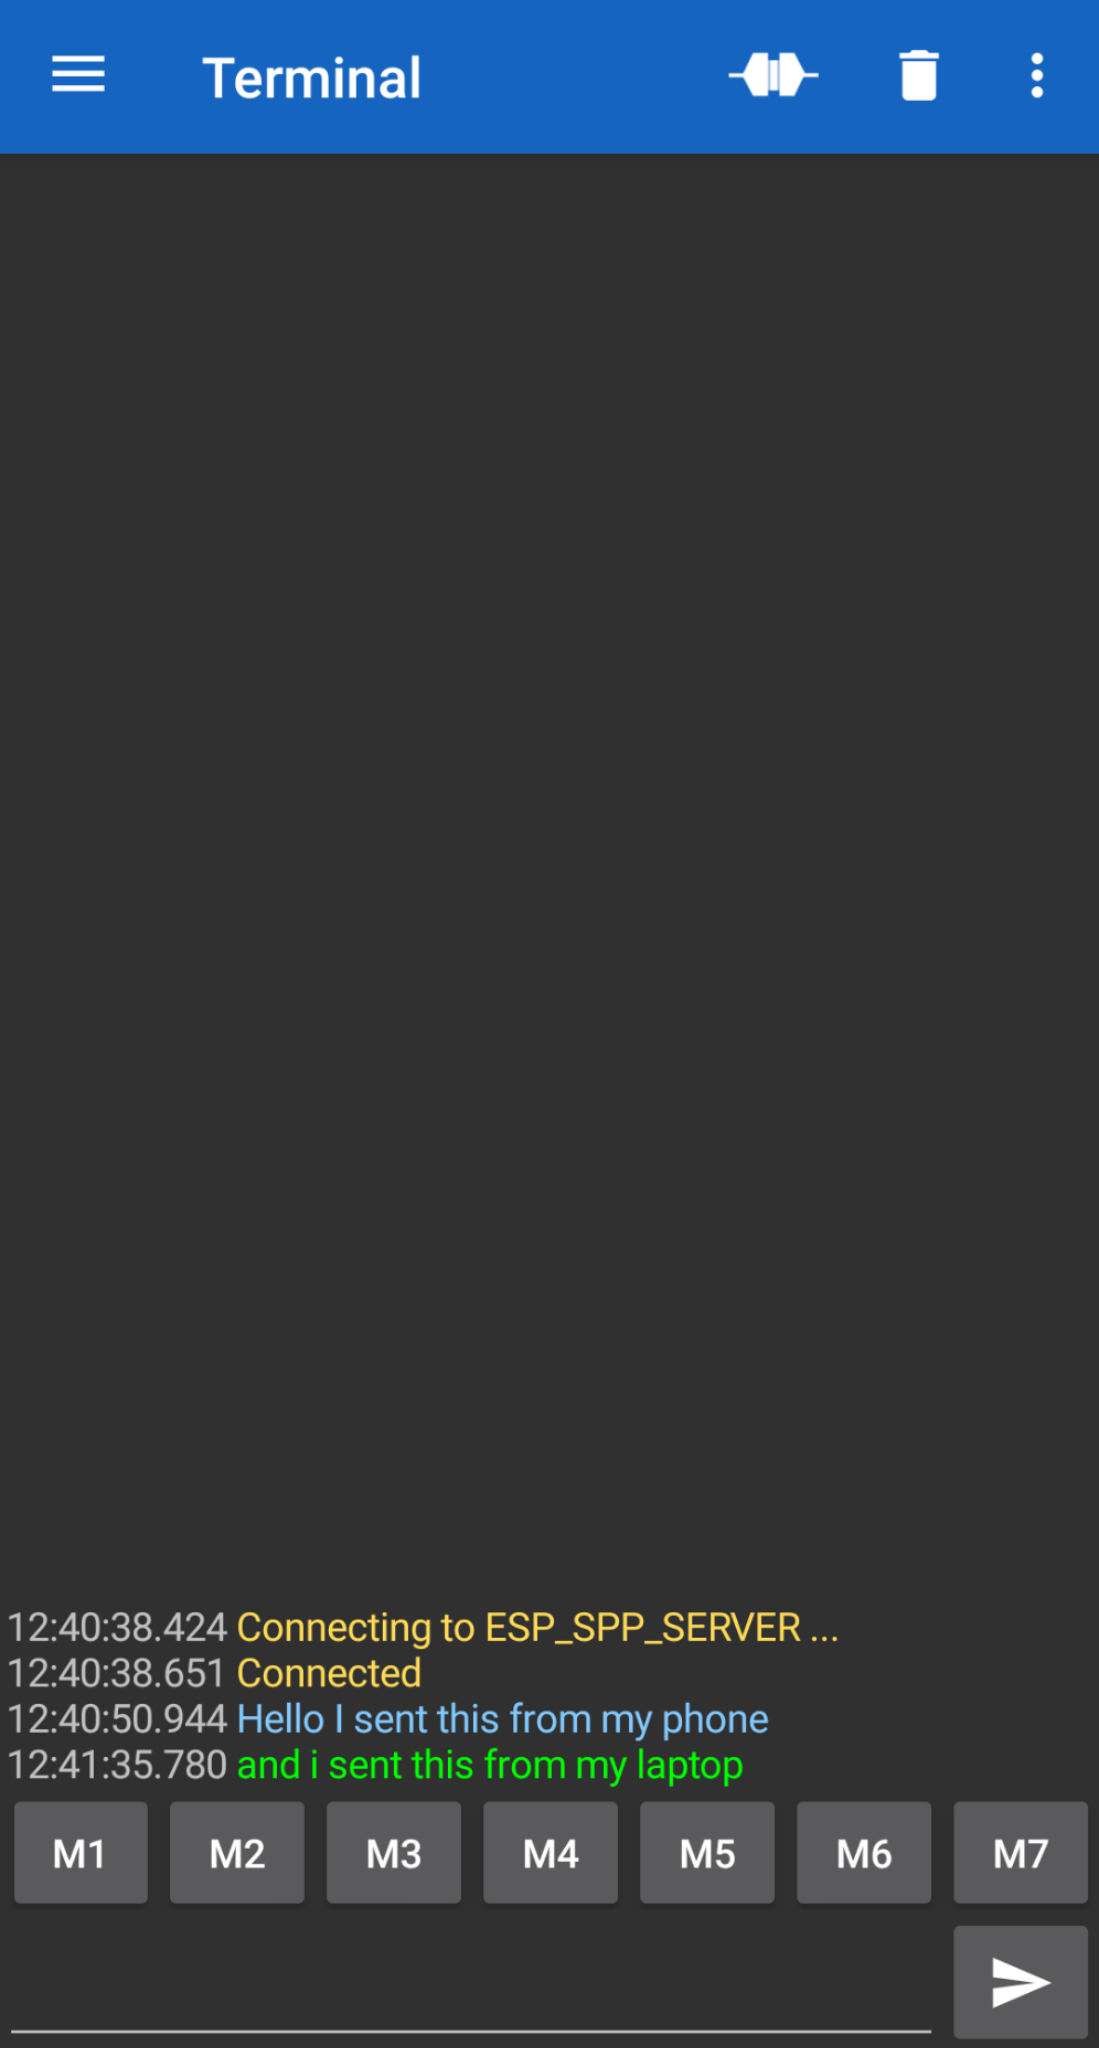 Terminal
12:40:38.424 Connecting to ESP_SPP_SERVER ...
12:40:38.651 Connected
12:40:50.944 Hello I sent this from my phone
12:41:35.780 and i sent this from my laptop
M1 M2 M3 M4 M5 M6 M7